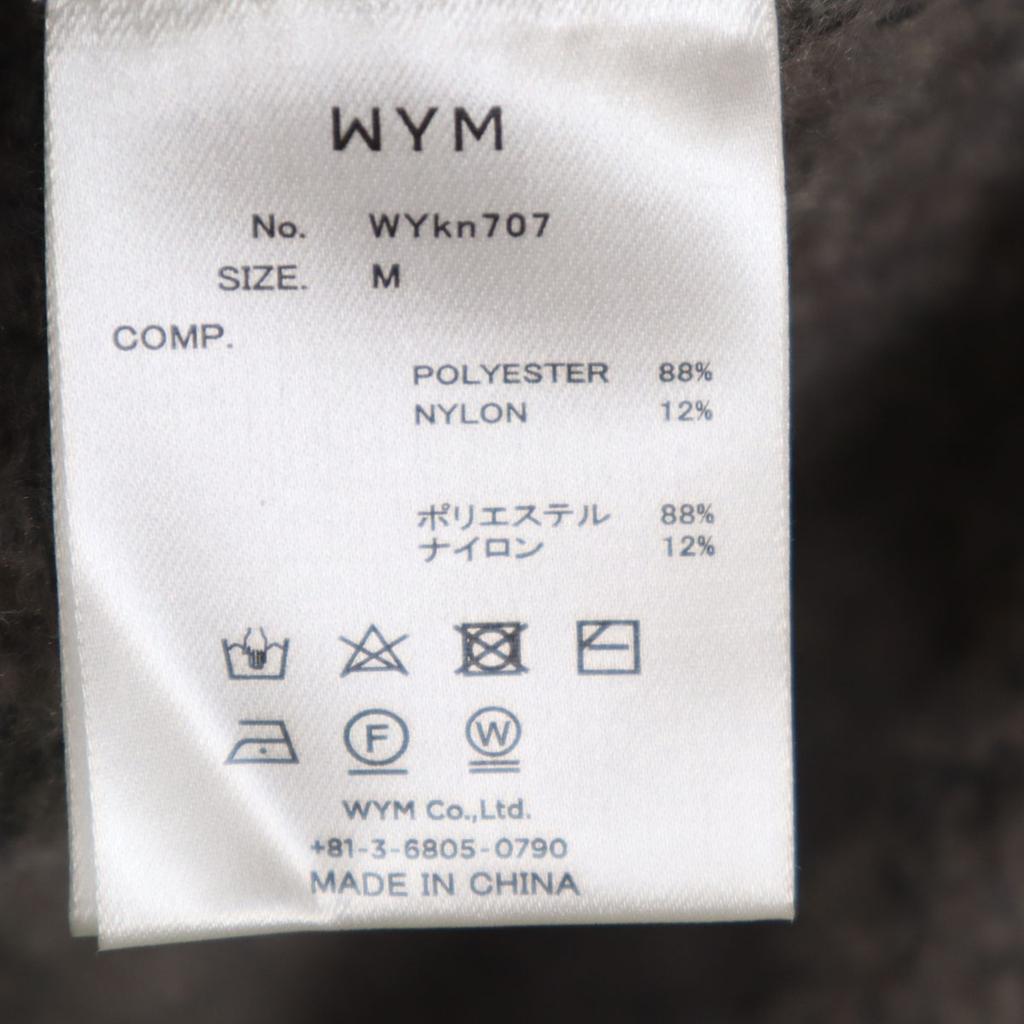 WYM
No. WYkn707
SIZE. M
COMP.
POLYESTER 88%
NYLON 12%
ポリエステル 88%
ナイロン 12%
F W
WYM Co.,Ltd.
+81-3-6805-0790
MADE IN CHINA